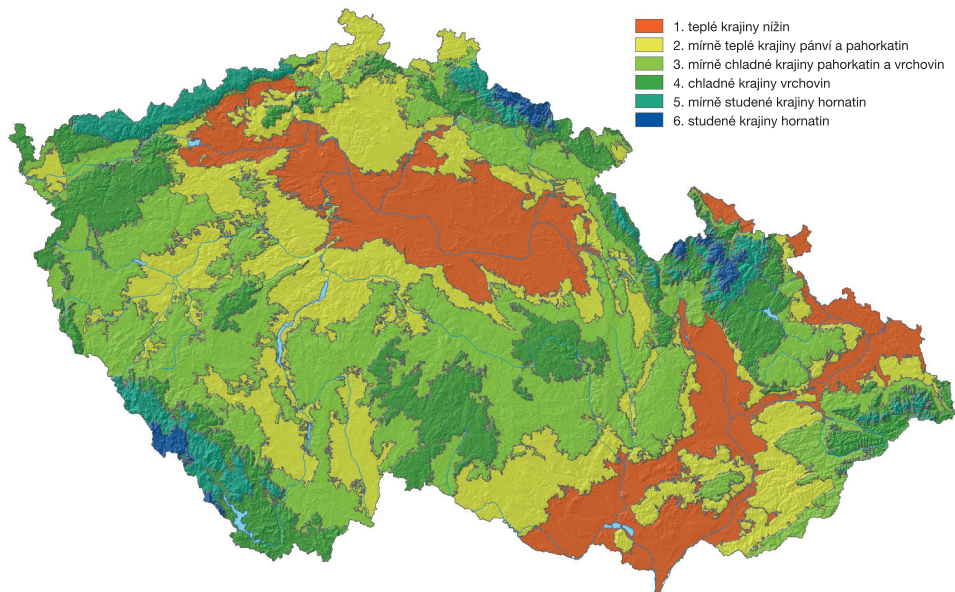 1. teplé krajiny nížin
2. mírně teplé krajiny pánví a pahorkatin
3. mírně chladné krajiny pahorkatin a vrchovin
4. chladné krajiny vrchovin
5. mírně studené krajiny hornatin
6. studené krajiny hornatin